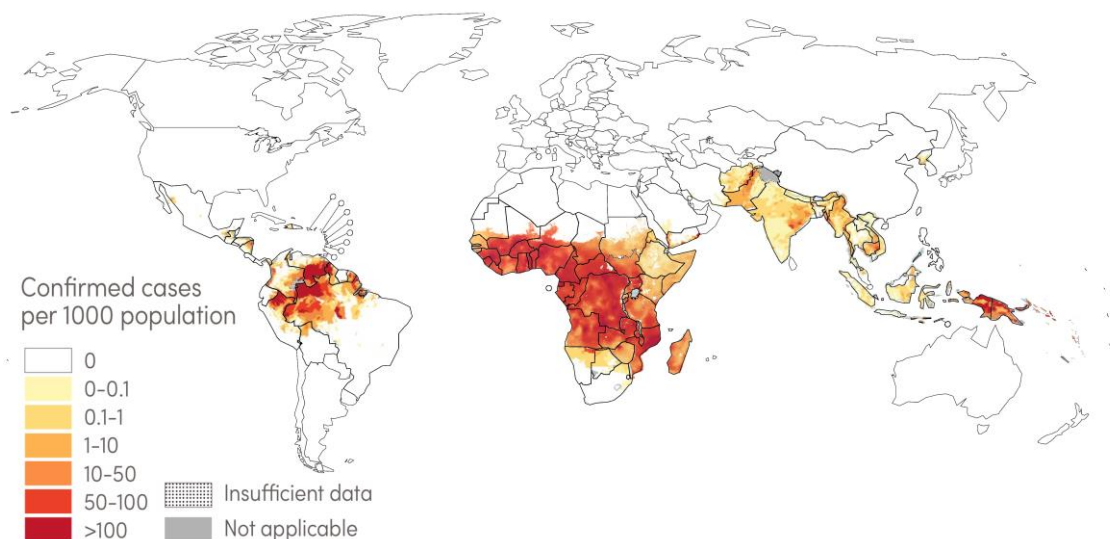 Confirmed cases
per 1000 population
0
0–0.1
0.1–1
1–10
10–50
50–100
>100
Insufficient data
Not applicable